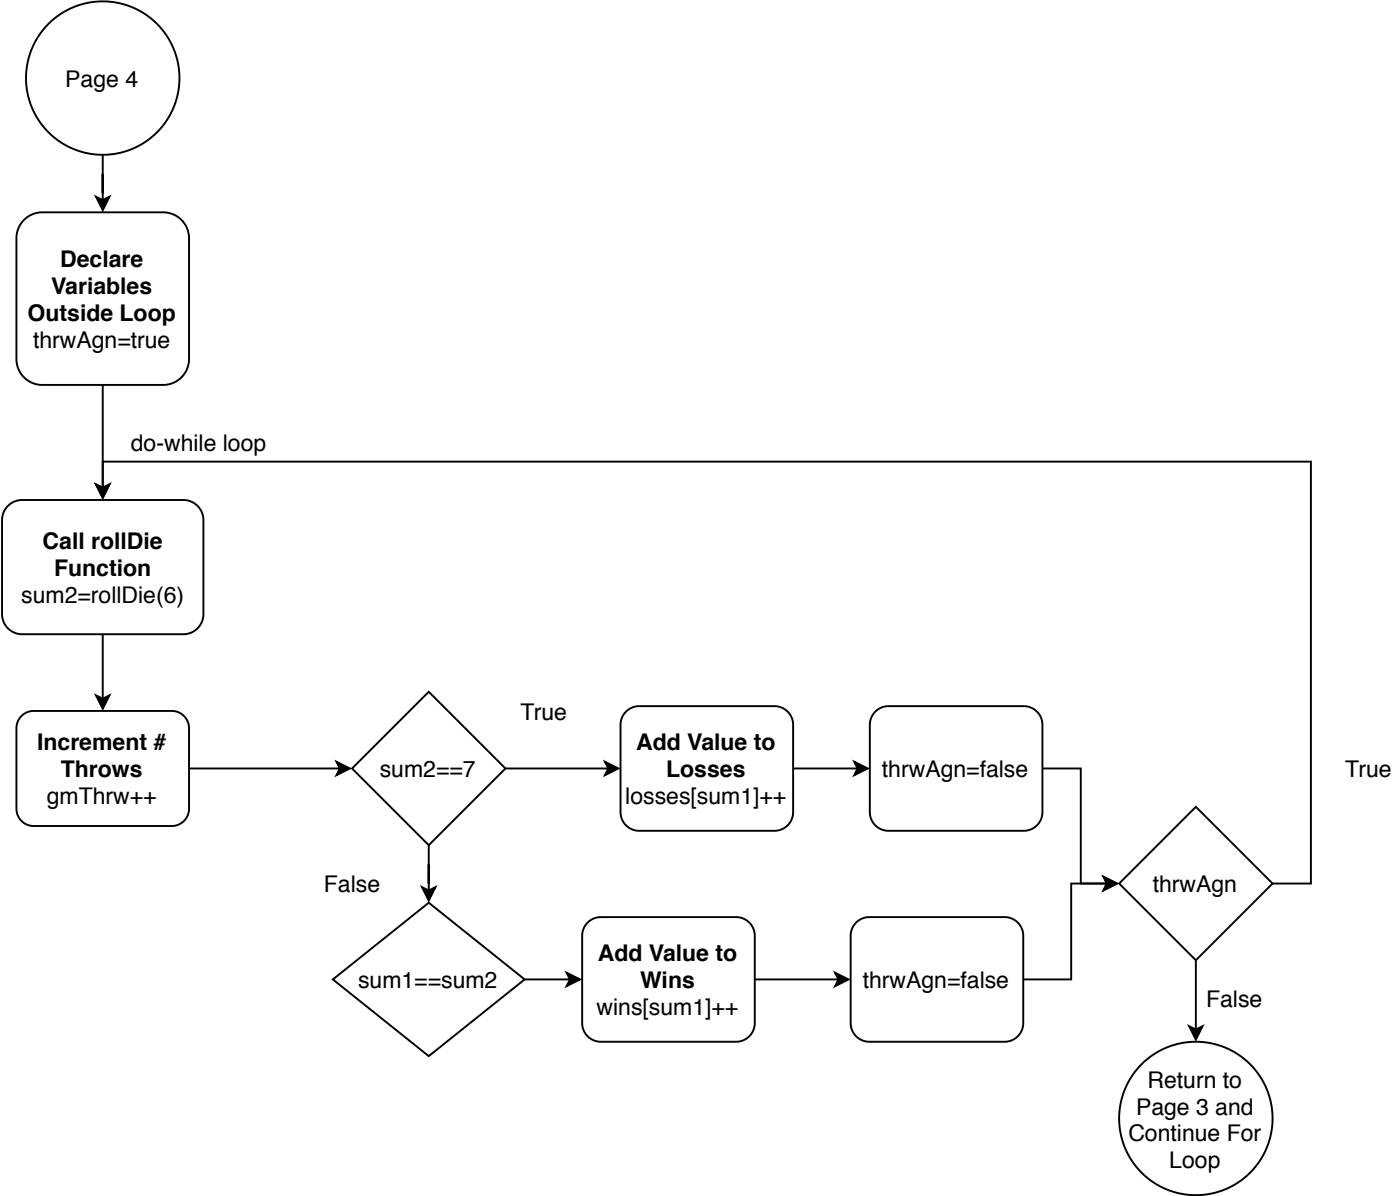 Page 4
Declare
Variables
Outside Loop
thrwAgn=true
do-while loop
Call rollDie
Function
sum2=rollDie(6)
Increment #
Throws
gmThrw++
sum2==7
True
Add Value to
Losses
losses[sum1]++
thrwAgn=false
True
False
sum1==sum2
Add Value to
Wins
wins[sum1]++
thrwAgn=false
thrwAgn
False
Return to
Page 3 and
Continue For
Loop